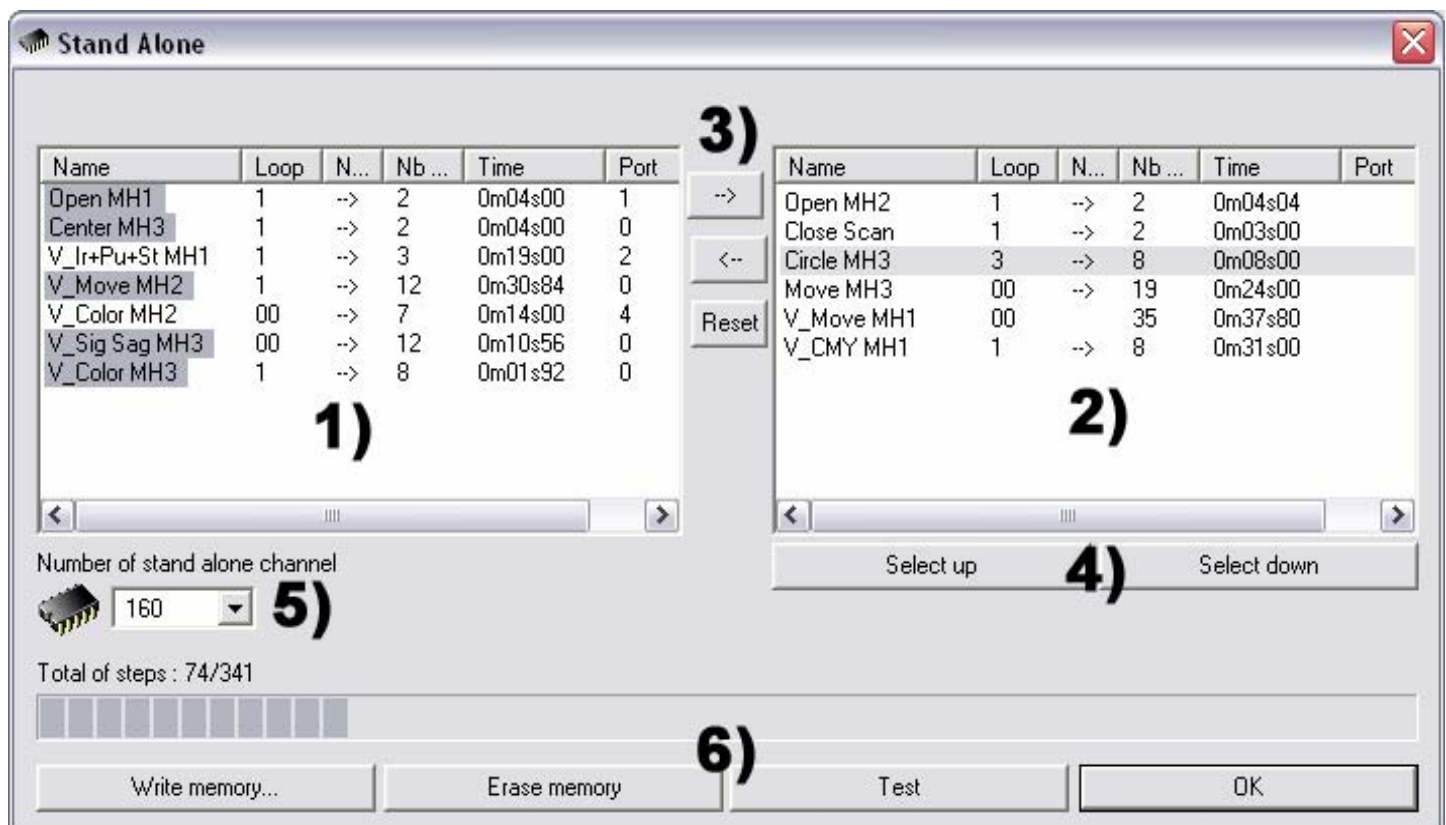 Stand Alone
3)
Name Loop N... Nb ... Time Port
Open MH1 1 --> 2 0m04s00 1
Center MH3 1 --> 2 0m04s00 0
V_Ir+Pu+St MH1 1 --> 3 0m19s00 2
V_Move MH2 1 --> 12 0m30s84 0
V_Color MH2 00 --> 7 0m14s00 4
V_Sig Sag MH3 00 --> 12 0m10s56 0
V_Color MH3 1 --> 8 0m01s92 0
1)
-->
<--
Reset
Name Loop N... Nb ... Time Port
Open MH2 1 --> 2 0m04s04
Close Scan 1 --> 2 0m03s00
Circle MH3 3 --> 8 0m08s00
Move MH3 00 --> 19 0m24s00
V_Move MH1 00 35 0m37s80
V_CMY MH1 1 --> 8 0m31s00
2)
Select up 4) Select down
Number of stand alone channel
160 5)
Total of steps : 74/341
6)
Write memory... Erase memory Test OK